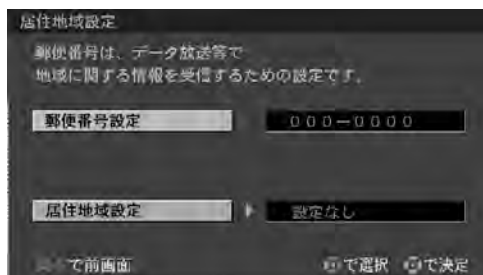 居住地域設定
郵便番号は、データ放送等で
地域に関する情報を受信するための設定です。
郵便番号設定
000-0000
居住地域設定
設定なし
で前画面
で選択
で決定